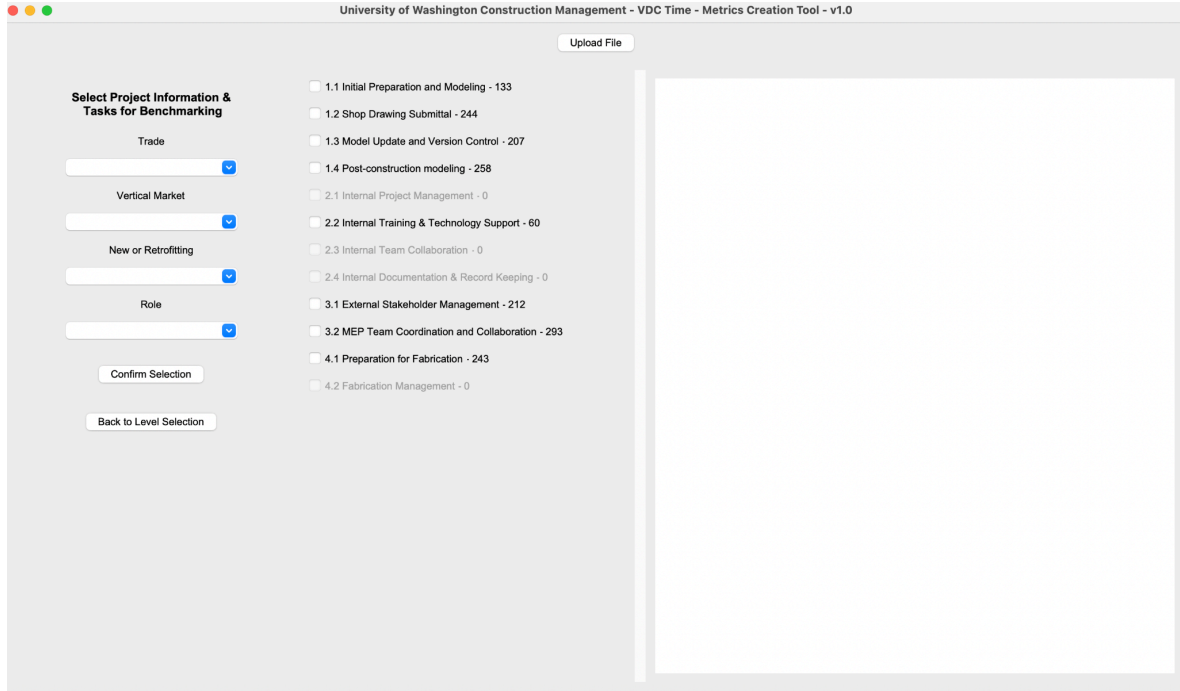 University of Washington Construction Management - VDC Time - Metrics Creation Tool - v1.0
Upload File
Select Project Information &
Tasks for Benchmarking
Trade
Vertical Market
New or Retrofitting
Role
Confirm Selection
Back to Level Selection
1.1 Initial Preparation and Modeling - 133
1.2 Shop Drawing Submittal - 244
1.3 Model Update and Version Control - 207
1.4 Post-construction modeling - 258
2.1 Internal Project Management - 0
2.2 Internal Training & Technology Support - 60
2.3 Internal Team Collaboration - 0
2.4 Internal Documentation & Record Keeping - 0
3.1 External Stakeholder Management - 212
3.2 MEP Team Coordination and Collaboration - 293
4.1 Preparation for Fabrication - 243
4.2 Fabrication Management - 0